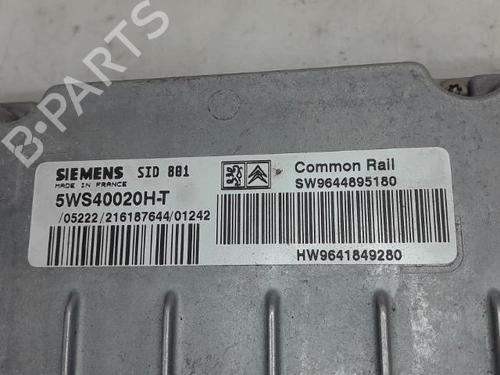 B-PARTS
SIEMENS SID 801
MADE IN FRANCE
5WS40020H-T
/05222/216187644/01242
Common Rail
SW9644895180
HW9641849280